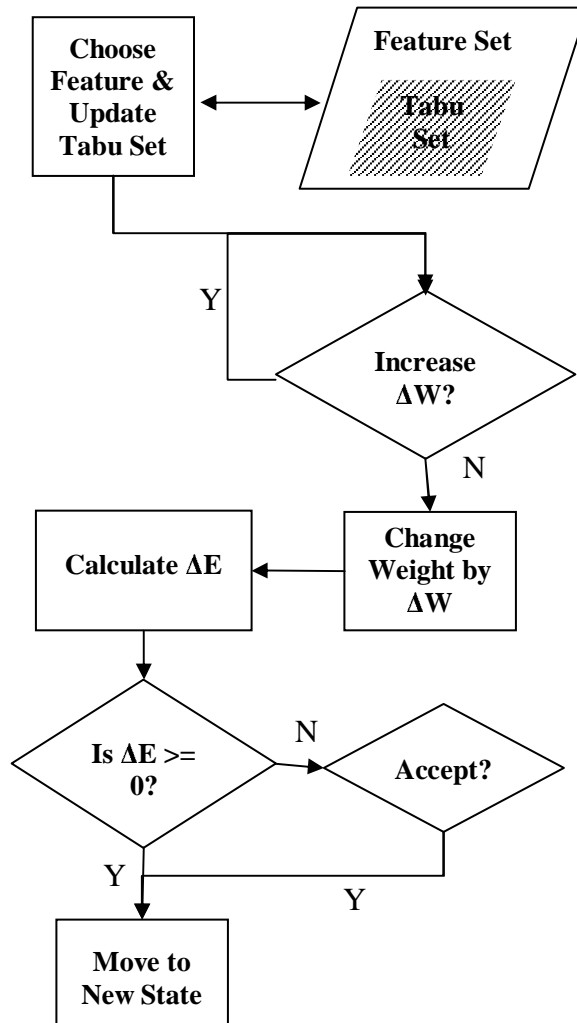 Choose
Feature &
Update
Tabu Set
Feature Set
Tabu
Set
Y
Increase
ΔW?
N
Calculate ΔE
Change
Weight by
ΔW
Is ΔE >=
0?
N
Accept?
Y
Y
Move to
New State